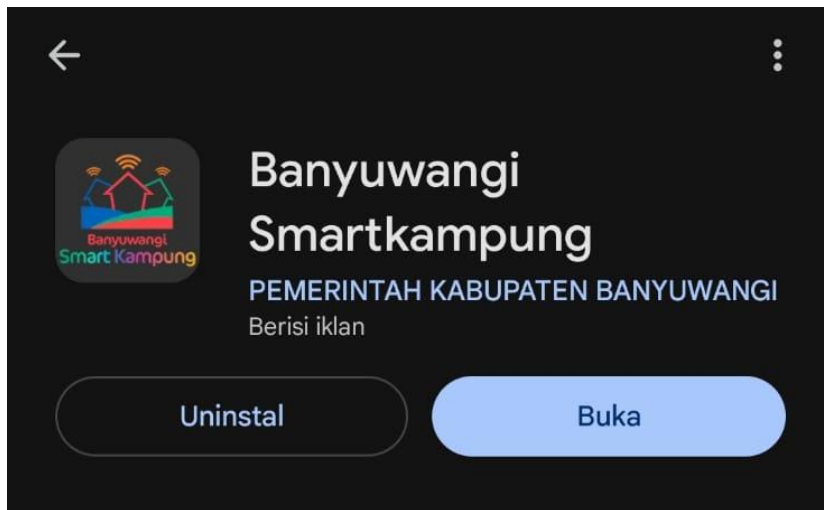 Banyuwangi
Smart Kampung
Banyuwangi
Smartkampung
PEMERINTAH KABUPATEN BANYUWANGI
Berisi iklan
Uninstal
Buka